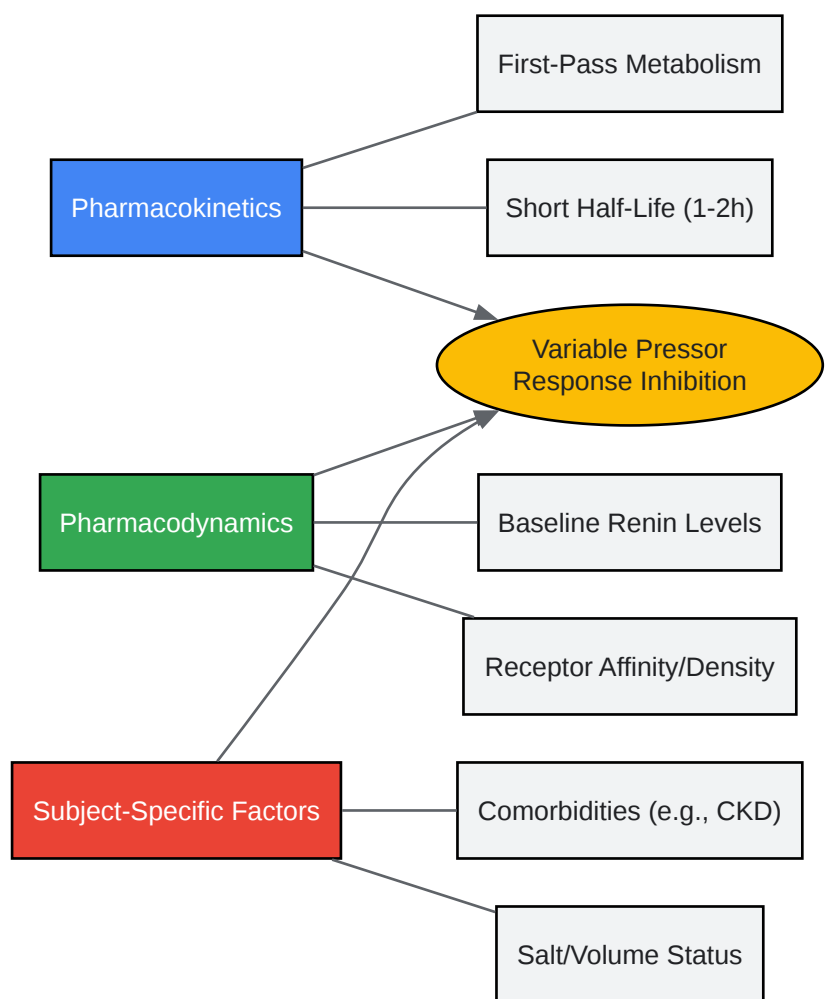 First-Pass Metabolism
Pharmacokinetics
Short Half-Life (1-2h)
Variable Pressor
Response Inhibition
Pharmacodynamics
Baseline Renin Levels
Receptor Affinity/Density
Subject-Specific Factors
Comorbidities (e.g., CKD)
Salt/Volume Status